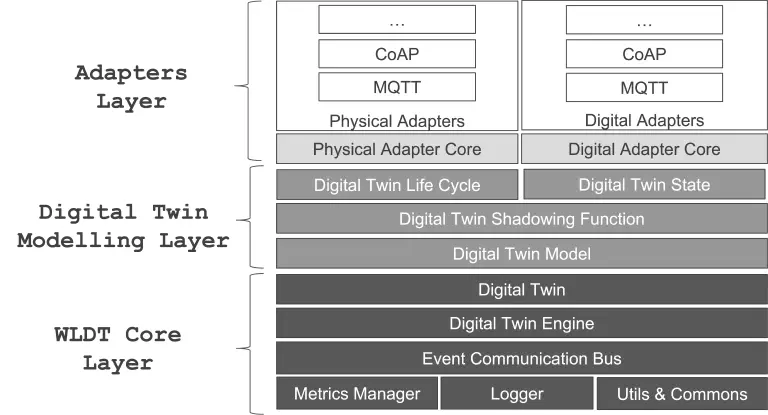 Adapters
Layer
…
CoAP
MQTT
Physical Adapters
…
CoAP
MQTT
Digital Adapters
Physical Adapter Core
Digital Adapter Core
Digital Twin
Modelling Layer
Digital Twin Life Cycle
Digital Twin State
Digital Twin Shadowing Function
Digital Twin Model
WLDT Core
Layer
Digital Twin
Digital Twin Engine
Event Communication Bus
Metrics Manager
Logger
Utils & Commons